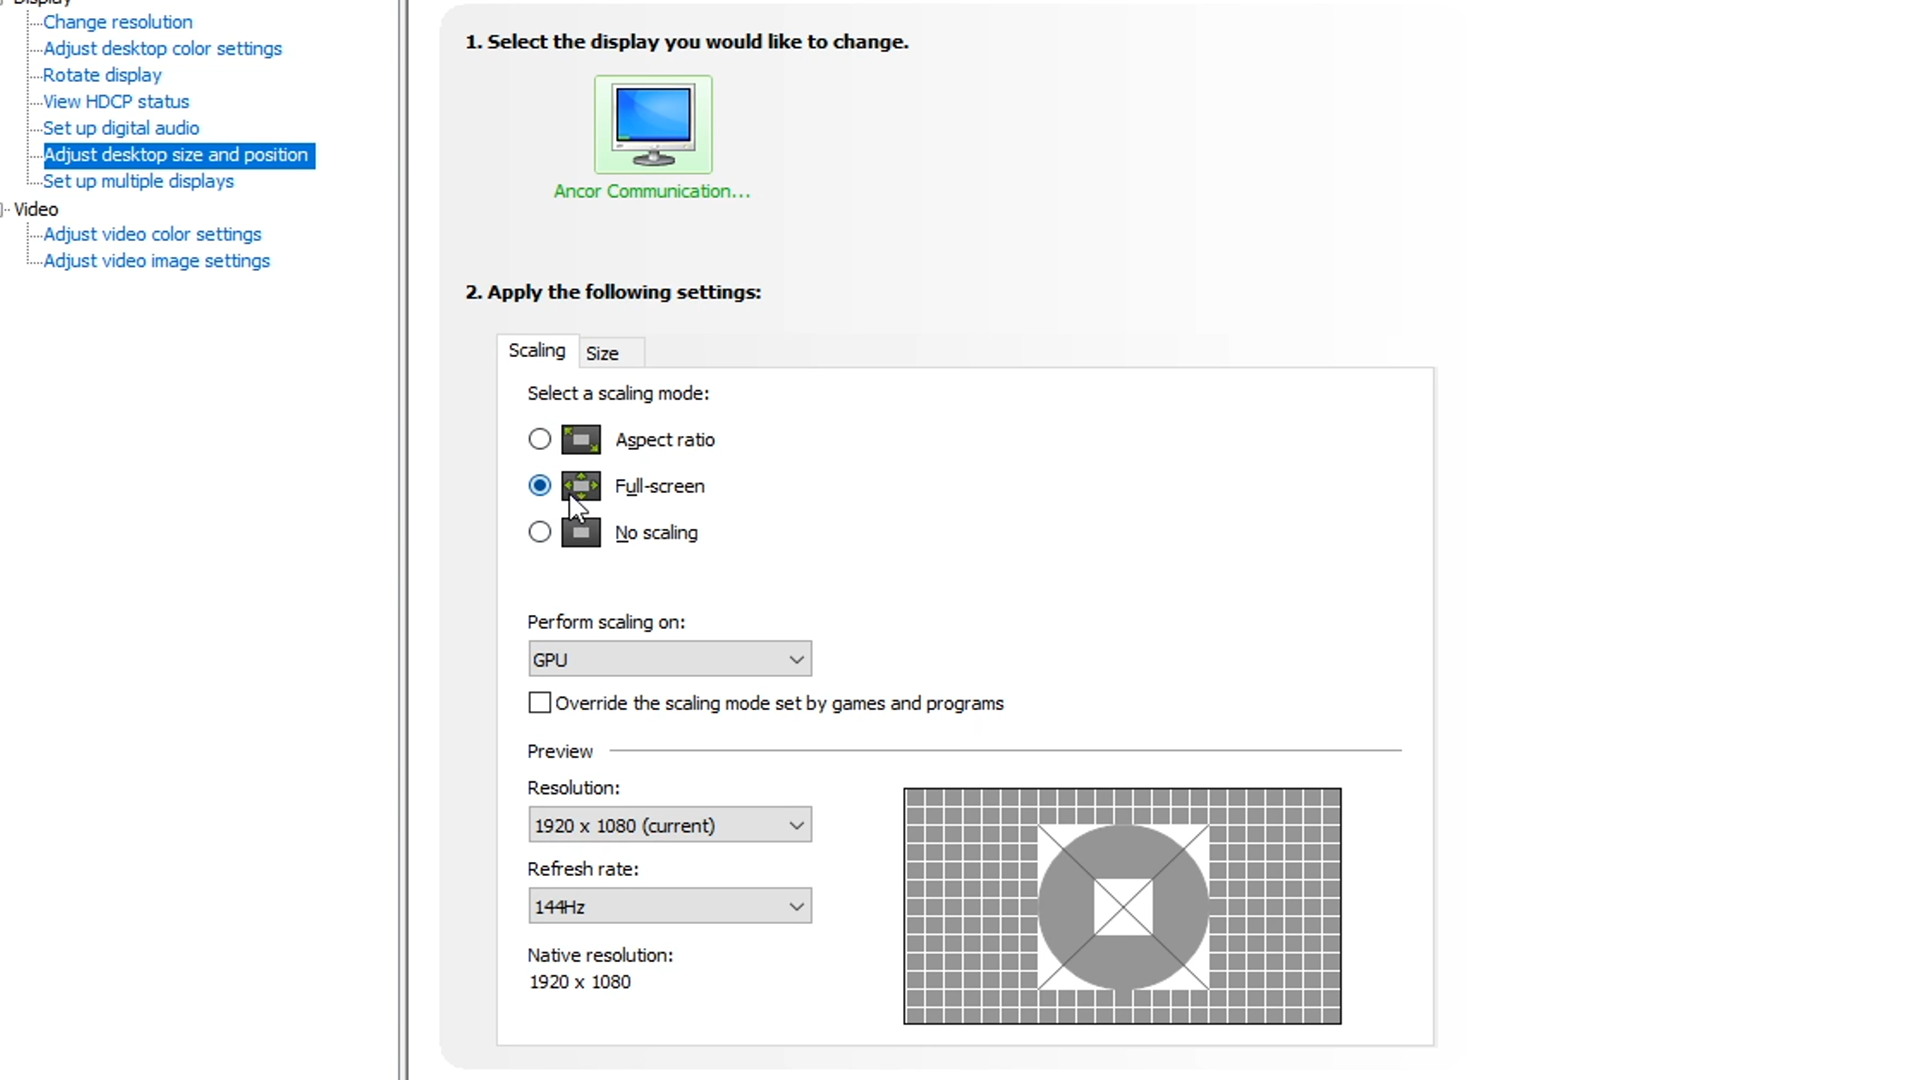 Display
Change resolution
Adjust desktop color settings
Rotate display
View HDCP status
Set up digital audio
Adjust desktop size and position
Set up multiple displays
Video
Adjust video color settings
Adjust video image settings
1. Select the display you would like to change.
Ancor Communication...
2. Apply the following settings:
Scaling
Size
Select a scaling mode:
Aspect ratio
Full-screen
No scaling
Perform scaling on:
GPU
Override the scaling mode set by games and programs
Preview
Resolution:
1920 x 1080 (current)
Refresh rate:
144Hz
Native resolution:
1920 x 1080